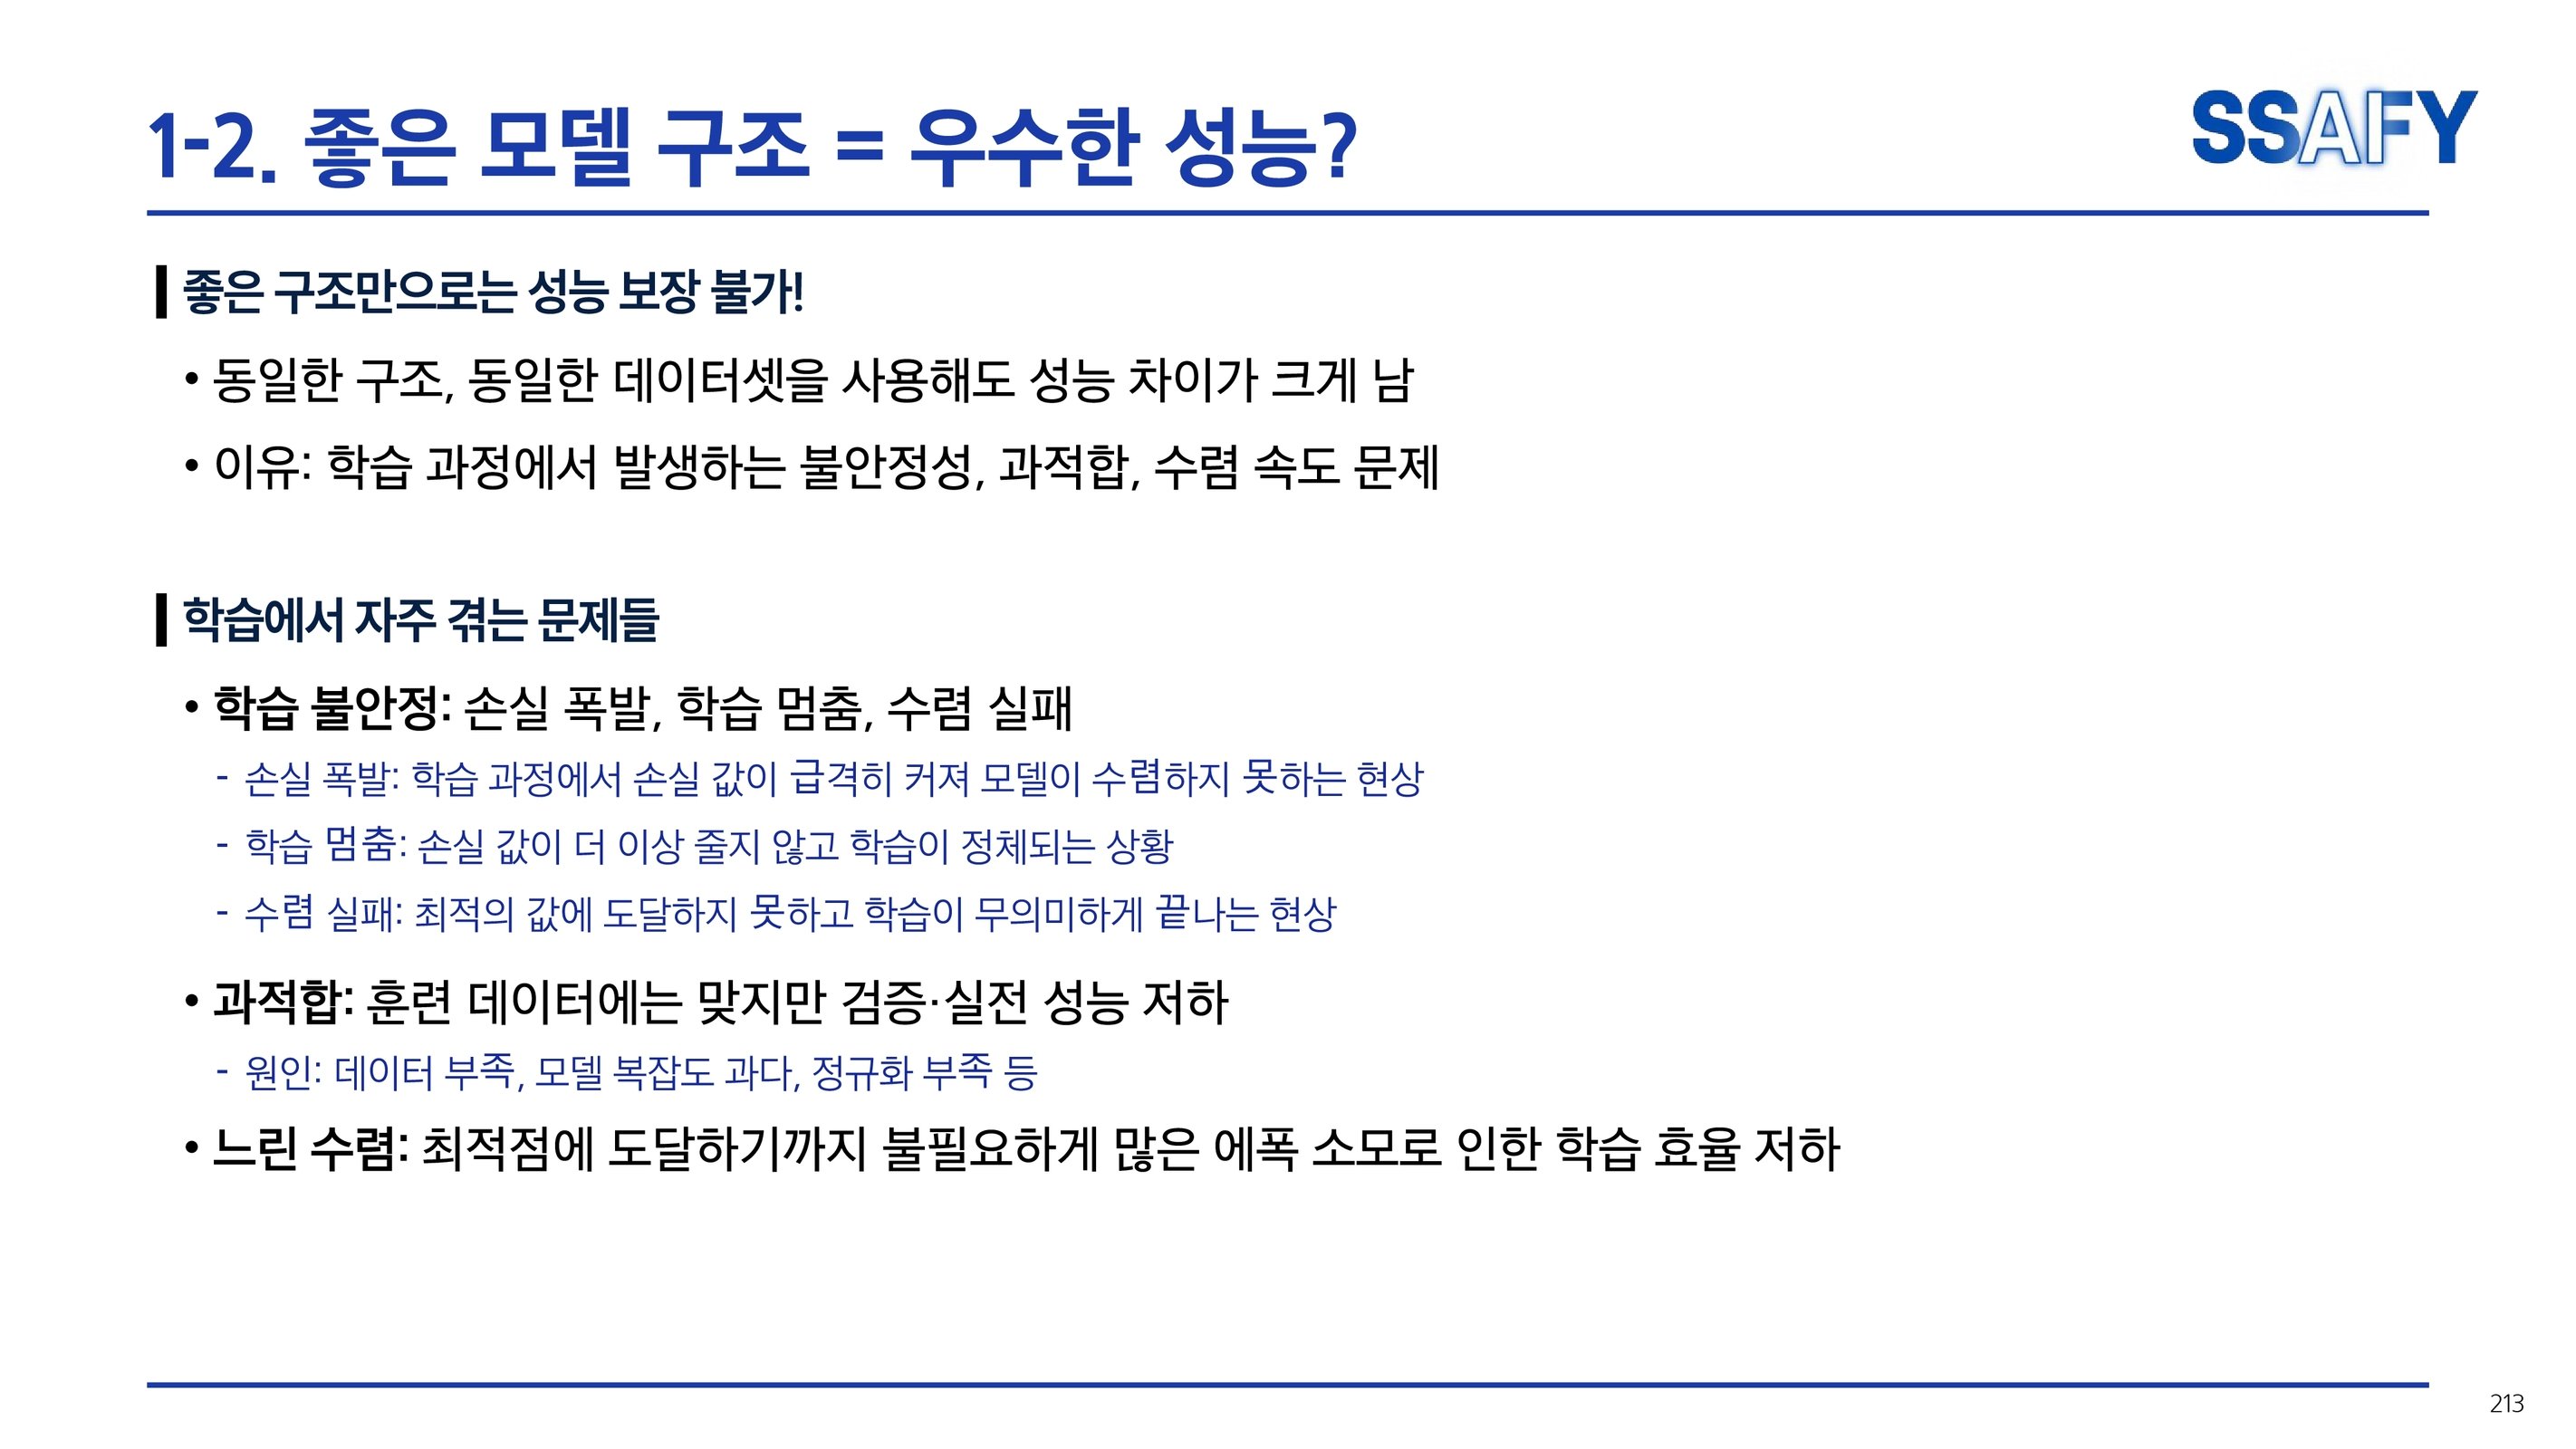 1-2. 좋은 모델 구조 = 우수한 성능?
SSAFY
좋은 구조만으로는 성능 보장 불가!
• 동일한 구조, 동일한 데이터셋을 사용해도 성능 차이가 크게 남
• 이유: 학습 과정에서 발생하는 불안정성, 과적합, 수렴 속도 문제
학습에서 자주 겪는 문제들
• 학습 불안정: 손실 폭발, 학습 멈춤, 수렴 실패
- 손실 폭발: 학습 과정에서 손실 값이 급격히 커져 모델이 수렴하지 못하는 현상
- 학습 멈춤: 손실 값이 더 이상 줄지 않고 학습이 정체되는 상황
- 수렴 실패: 최적의 값에 도달하지 못하고 학습이 무의미하게 끝나는 현상
• 과적합: 훈련 데이터에는 맞지만 검증·실전 성능 저하
- 원인: 데이터 부족, 모델 복잡도 과다, 정규화 부족 등
• 느린 수렴: 최적점에 도달하기까지 불필요하게 많은 에폭 소모로 인한 학습 효율 저하
213